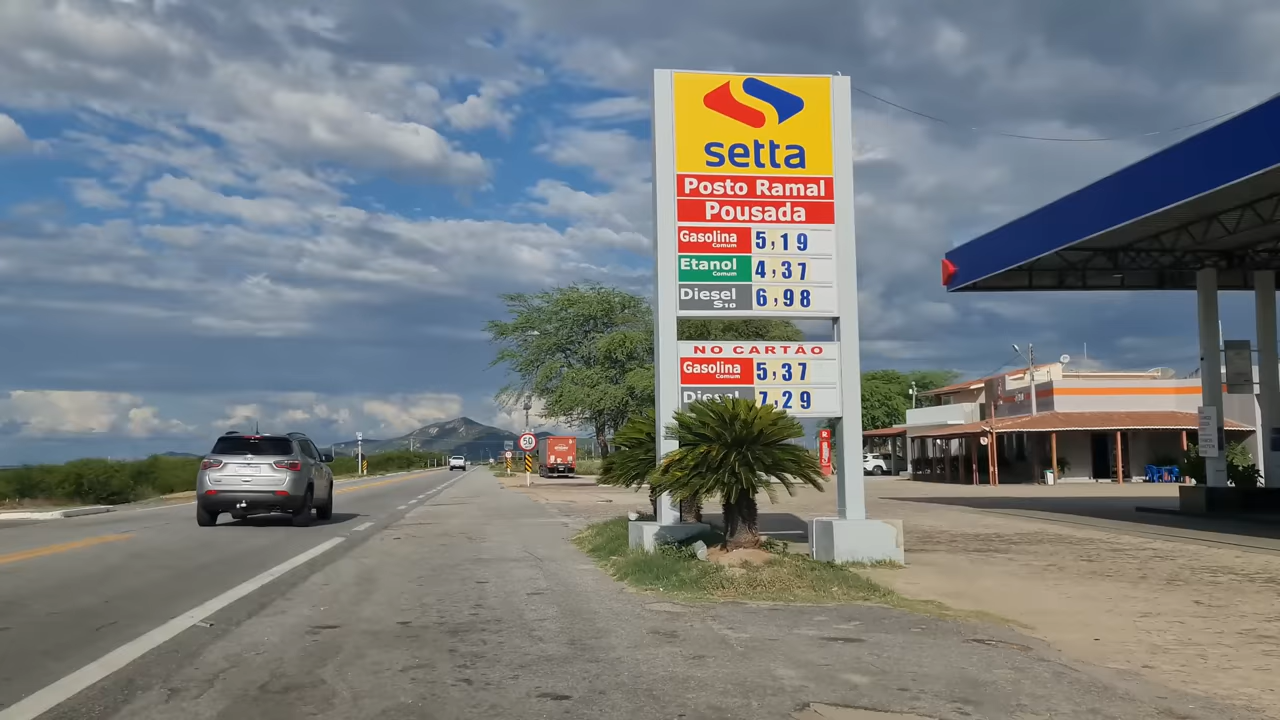 setta
Posto Ramal
Pousada
Gasolina 5,19
Comum
Etanol 4,37
Comum
Diesel 6,98
S10
NO CARTÃO
Gasolina 5,37
Comum
Diesel 7,29
50